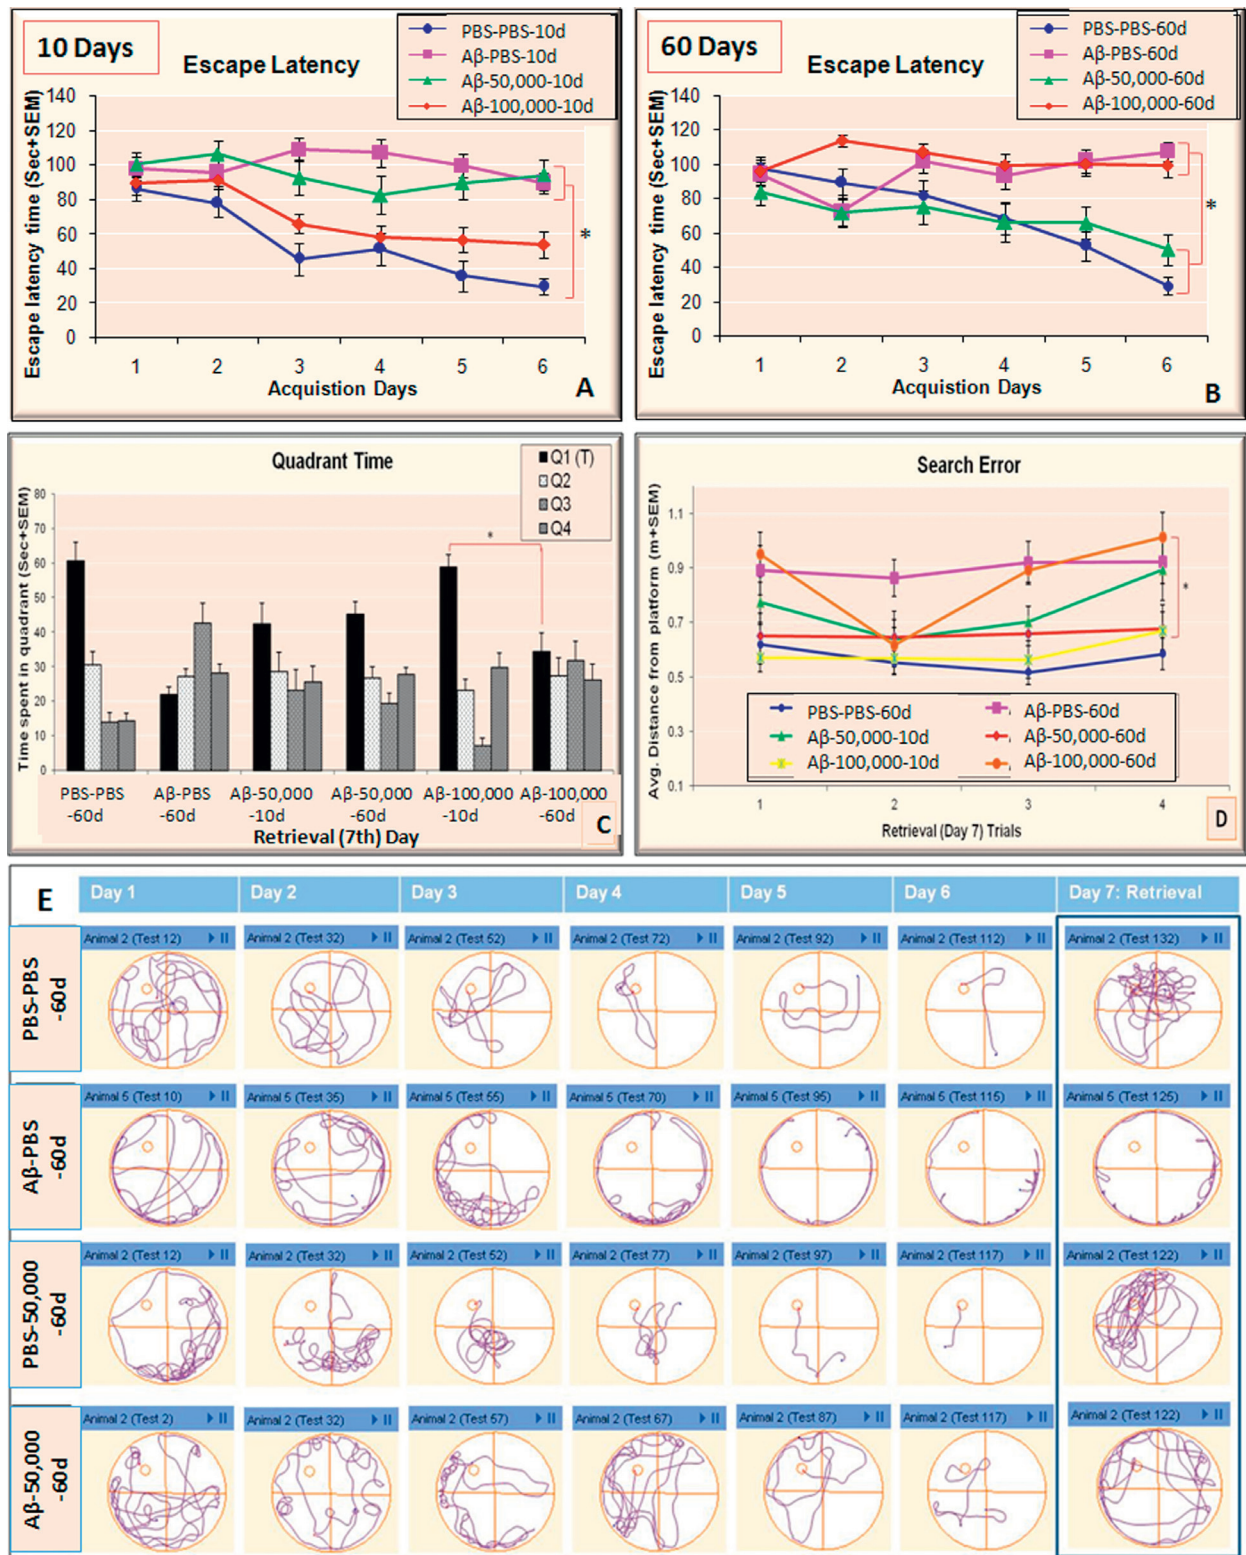 10 Days
Escape Latency
PBS-PBS-10d
Aβ-PBS-10d
Aβ-50,000-10d
Aβ-100,000-10d
Escape latency time (Sec+SEM)
140
120
100
80
60
40
20
0
1 2 3 4 5 6
Acquistion Days
*
A
60 Days
Escape Latency
PBS-PBS-60d
Aβ-PBS-60d
Aβ-50,000-60d
Aβ-100,000-60d
Escape latency time (Sec+SEM)
140
120
100
80
60
40
20
0
1 2 3 4 5 6
Acquistion Days
*
B
Quadrant Time
Q1 (T)
Q2
Q3
Q4
Time spent in quadrant (Sec+SEM)
80
70
60
50
40
30
20
10
0
*
PBS-PBS Aβ-PBS Aβ-50,000 Aβ-50,000 Aβ-100,000 Aβ-100,000
-60d -60d -10d -60d -10d -60d
Retrieval (7th) Day
C
Search Error
Avg. Distance from platform (m+SEM)
1.1
0.9
0.7
0.5
0.3
0.1
*
PBS-PBS-60d Aβ-PBS-60d
Aβ-50,000-10d Aβ-50,000-60d
Aβ-100,000-10d Aβ-100,000-60d
1 2 3 4
Retrieval (Day 7) Trials
D
E
Day 1 Day 2 Day 3 Day 4 Day 5 Day 6 Day 7: Retrieval
PBS-PBS
-60d
Animal 2 (Test 12) Animal 2 (Test 32) Animal 2 (Test 52) Animal 2 (Test 72) Animal 2 (Test 92) Animal 2 (Test 112) Animal 2 (Test 132)
Aβ-PBS
-60d
Animal 5 (Test 10) Animal 5 (Test 35) Animal 5 (Test 55) Animal 5 (Test 70) Animal 5 (Test 95) Animal 5 (Test 115) Animal 5 (Test 125)
PBS-50,000
-60d
Animal 2 (Test 12) Animal 2 (Test 32) Animal 2 (Test 52) Animal 2 (Test 77) Animal 2 (Test 97) Animal 2 (Test 117) Animal 2 (Test 122)
Aβ-50,000
-60d
Animal 2 (Test 2) Animal 2 (Test 32) Animal 2 (Test 57) Animal 2 (Test 67) Animal 2 (Test 87) Animal 2 (Test 117) Animal 2 (Test 122)